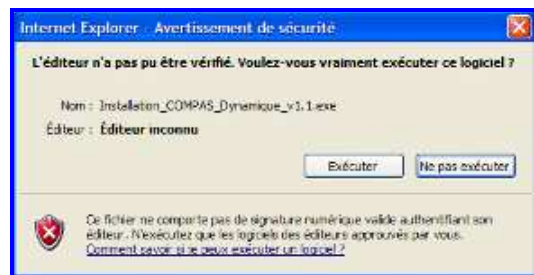 Internet Explorer - Avertissement de sécurité
L'éditeur n'a pas pu être vérifié. Voulez-vous vraiment exécuter ce logiciel ?
Nom : Installation_COMPAS_Dynamique_v1.1.exe
Éditeur : Éditeur inconnu
Exécuter Ne pas exécuter
Ce fichier ne comporte pas de signature numérique valide authentifiant son
éditeur. N'exécutez que les logiciels des éditeurs approuvés par vous.
Comment savoir si je peux exécuter un logiciel ?